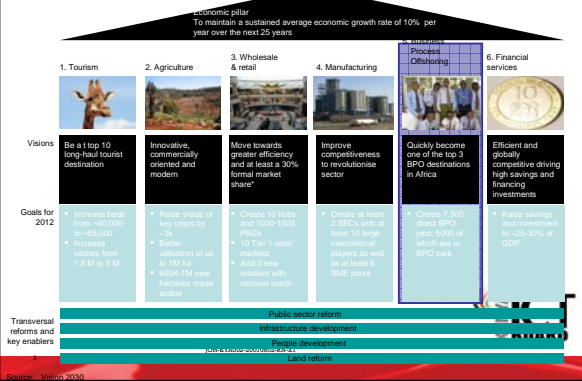 Economic pillar
To maintain a sustained average economic growth rate of 10% per
year over the next 25 years
1. Tourism
2. Agriculture
3. Wholesale
& retail
4. Manufacturing
5. Business
Process
Offshoring
6. Financial
services
Visions
Be a t top 10
long-haul tourist
destination
Innovative,
commercially
oriented and
modern
Move towards
greater efficiency
and at least a 30%
formal market
share*
Improve
competitiveness
to revolutionise
sector
Quickly become
one of the top 3
BPO destinations
in Africa
Efficient and
globally
competitive driving
high savings and
financing
investments
Goals for
2012
• Increase beds
from ~40,000
to ~65,000
• Increase
visitors from
1.8 M to 3 M
• Raise yields of
key crops by
~3x
• Better
utilisation of up
to 1M ha
• 600K-1M new
hectares made
arable
• Create 10 hubs
and 1000-1500
PBGs
• 10 Tier 1 retail
markets
• Add 3 new
retailers with
national reach
• Create at least
2 SECs with at
least 10 large
international
players as well
as at least 5
SME parks
• Create 7,500
direct BPO
jobs, 5000 of
which are in
BPO park
• Raise savings
and investment
to ~25-30% of
GDP
Transversal
reforms and
key enablers
Public sector reform
Infrastructure development
People development
Land reform
3
Source: Vision 2030